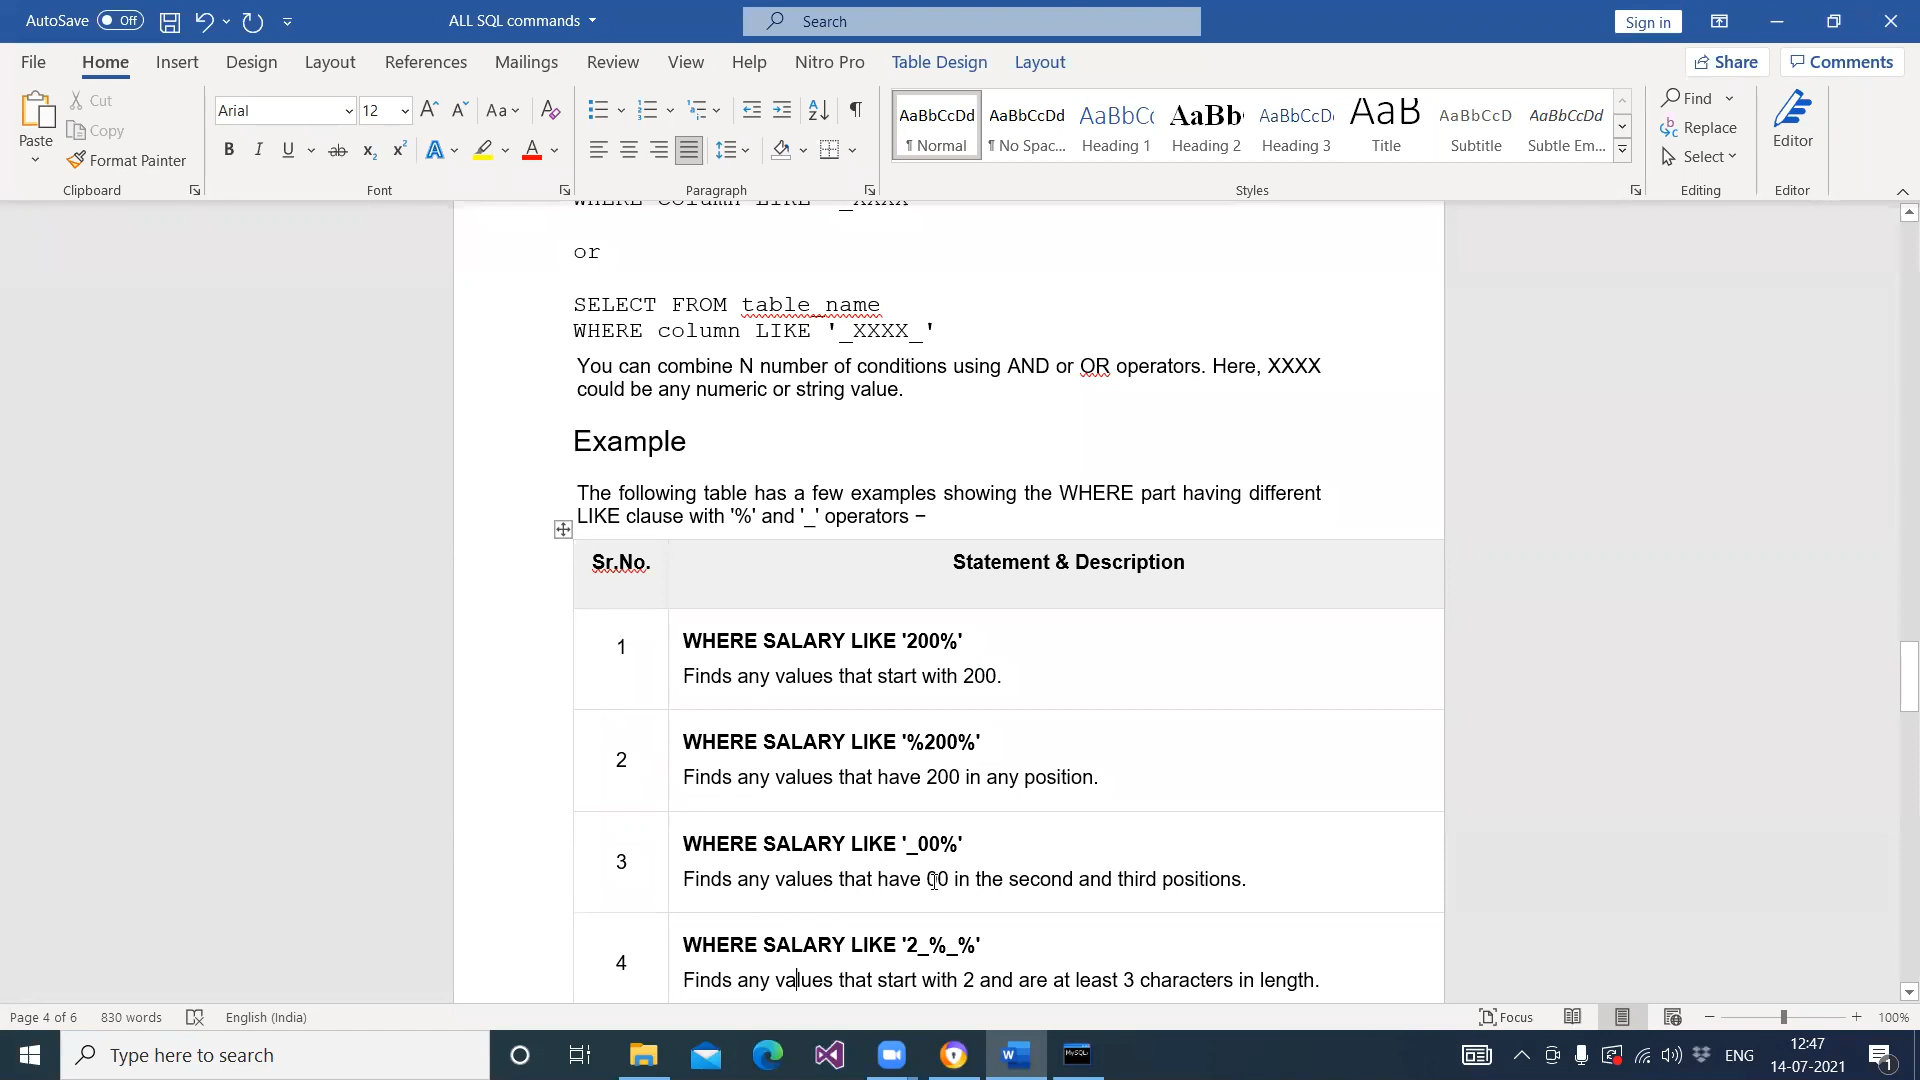 AutoSave Off ALL SQL commands Search Sign in
File Home Insert Design Layout References Mailings Review View Help Nitro Pro Table Design Layout Share Comments
Paste Cut Copy Format Painter
Arial 12 Aa
B I U ab x₂ x² A A
AaBbCcDd AaBbCcDd AaBbCc AaBb AaBbCcD AaB AaBbCcD AaBbCcDd
¶ Normal ¶ No Spac... Heading 1 Heading 2 Heading 3 Title Subtitle Subtle Em...
Find Replace Select Editor
Clipboard Font Paragraph Styles Editing Editor
WHERE column LIKE '_XXXX'
or
SELECT FROM table_name
WHERE column LIKE '_XXXX_'
You can combine N number of conditions using AND or OR operators. Here, XXXX
could be any numeric or string value.
Example
The following table has a few examples showing the WHERE part having different
LIKE clause with '%' and '_' operators −
Sr.No. Statement & Description
1 WHERE SALARY LIKE '200%'
Finds any values that start with 200.
2 WHERE SALARY LIKE '%200%'
Finds any values that have 200 in any position.
3 WHERE SALARY LIKE '_00%'
Finds any values that have 00 in the second and third positions.
4 WHERE SALARY LIKE '2_%_%'
Finds any values that start with 2 and are at least 3 characters in length.
Page 4 of 6 830 words English (India) Focus 100%
Type here to search MySQL ENG 12:47
14-07-2021 1